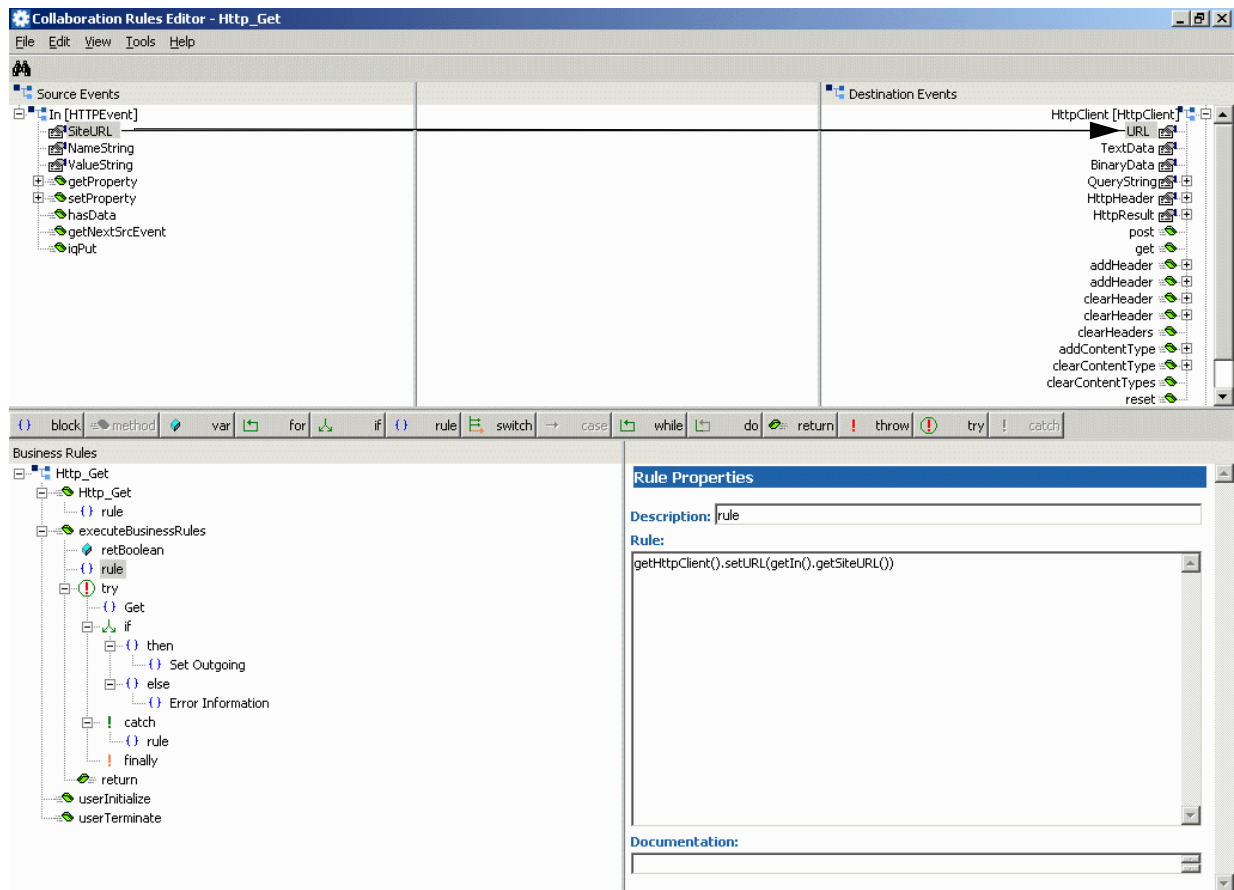 Collaboration Rules Editor - Http_Get
File Edit View Tools Help
Source Events
Destination Events
In [HTTPEvent]
SiteURL
NameString
ValueString
getProperty
setProperty
hasData
getNextSrcEvent
iqPut
HttpClient [HttpClient]
URL
TextData
BinaryData
QueryString
HttpHeader
HttpResult
post
get
addHeader
addHeader
clearHeader
clearHeader
clearHeaders
addContentType
clearContentType
clearContentTypes
reset
{} block method var for if {} rule switch case while do return ! throw try ! catch
Business Rules
Http_Get
Http_Get
{} rule
executeBusinessRules
retBoolean
{} rule
try
{} Get
if
{} then
{} Set Outgoing
{} else
{} Error Information
! catch
{} rule
! finally
return
userInitialize
userTerminate
Rule Properties
Description: rule
Rule:
getHttpClient().setURL(getIn().getSiteURL())
Documentation: